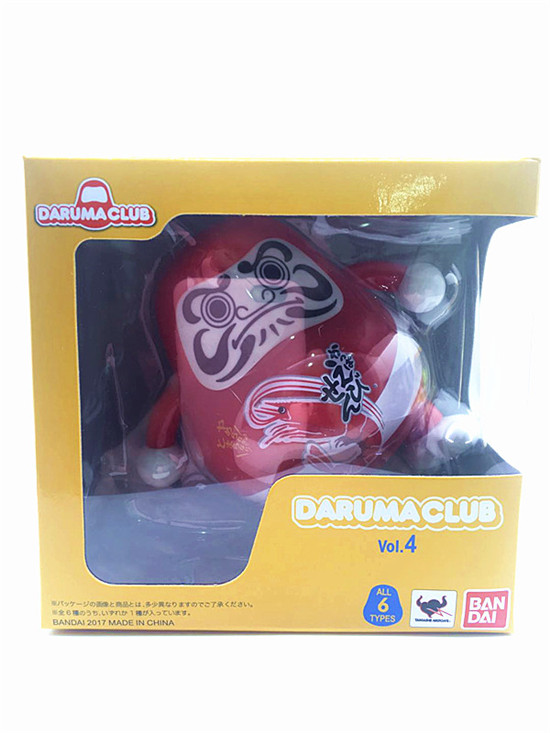 DARUMA CLUB
DARUMA CLUB
Vol.4
※パッケージの画像と商品とは、多少異なりますのでご了承ください。
※全6種のうち、いずれか1種が入っています。
BANDAI 2017 MADE IN CHINA
ALL
6
TYPES
TAMASHII NATIONS
BAN
DAI